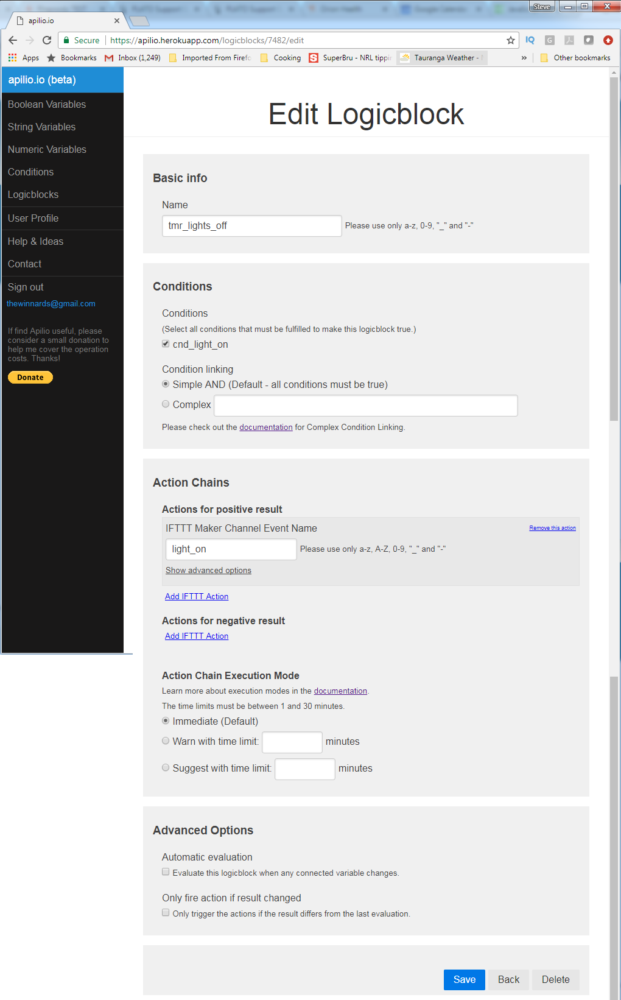 Steve
apilio.io
Secure | https://apilio.herokuapp.com/logicblocks/7482/edit
IQ G
Apps Bookmarks Inbox (1,249) Imported From Firefo Cooking SuperBru - NRL tippin Tauranga Weather - » Other bookmarks
apilio.io (beta)
Boolean Variables
String Variables
Numeric Variables
Conditions
Logicblocks
User Profile
Help & Ideas
Contact
Sign out
thewinnards@gmail.com
If find Apilio useful, please
consider a small donation to
help me cover the operation
costs. Thanks!
Donate
Edit Logicblock
Basic info
Name
tmr_lights_off Please use only a-z, 0-9, "_" and "-"
Conditions
Conditions
(Select all conditions that must be fulfilled to make this logicblock true.)
cnd_light_on
Condition linking
Simple AND (Default - all conditions must be true)
Complex
Please check out the documentation for Complex Condition Linking.
Action Chains
Actions for positive result
IFTTT Maker Channel Event Name Remove this action
light_on Please use only a-z, A-Z, 0-9, "_" and "-"
Show advanced options
Add IFTTT Action
Actions for negative result
Add IFTTT Action
Action Chain Execution Mode
Learn more about execution modes in the documentation.
The time limits must be between 1 and 30 minutes.
Immediate (Default)
Warn with time limit: minutes
Suggest with time limit: minutes
Advanced Options
Automatic evaluation
Evaluate this logicblock when any connected variable changes.
Only fire action if result changed
Only trigger the actions if the result differs from the last evaluation.
Save Back Delete